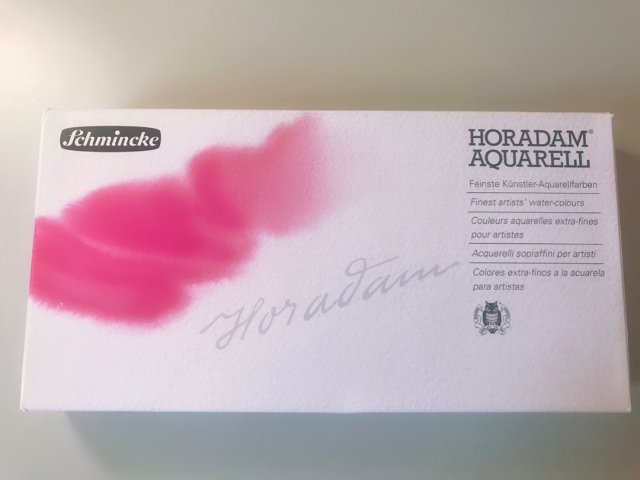 Schmincke
HORADAM®
AQUARELL
Feinste Künstler-Aquarellfarben
Finest artists' water-colours
Couleurs aquarelles extra-fines
pour artistes
Acquerelli sopraffini per artisti
Colores extra-finos a la acuarela
para artistas
Horadam